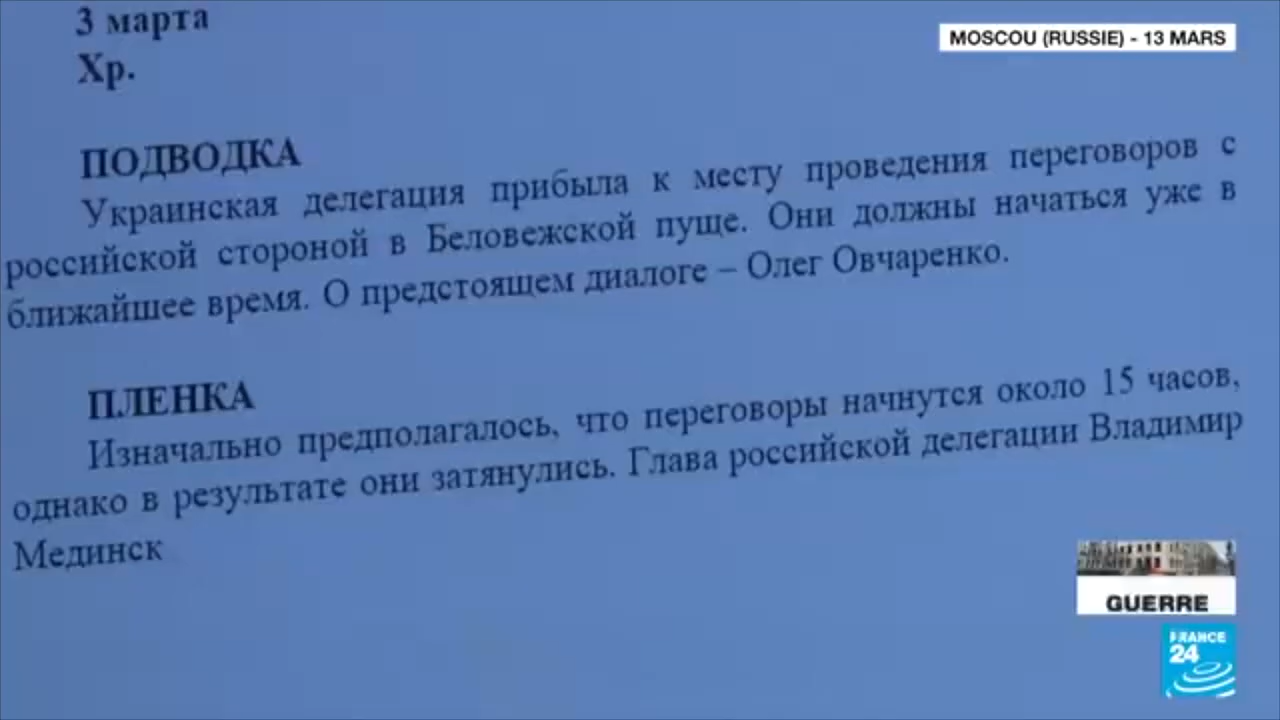 3 марта
Хр.
MOSCOU (RUSSIE) - 13 MARS
ПОДВОДКА
Украинская делегация прибыла к месту проведения переговоров с
российской стороной в Беловежской пуще. Они должны начаться уже в
ближайшее время. О предстоящем диалоге – Олег Овчаренко.
ПЛЕНКА
Изначально предполагалось, что переговоры начнутся около 15 часов,
однако в результате они затянулись. Глава российской делегации Владимир
Мединск
GUERRE
FRANCE
24